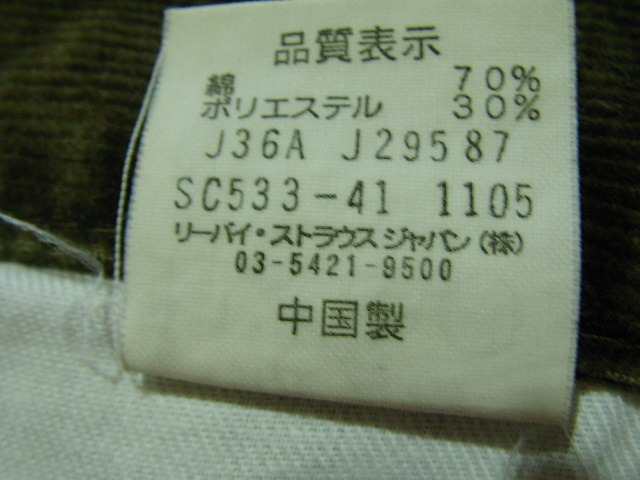 品質表示
綿 70%
ポリエステル 30%
J36A J29587
SC533-41 1105
リーバイ・ストラウスジャパン(株)
03-5421-9500
中国製